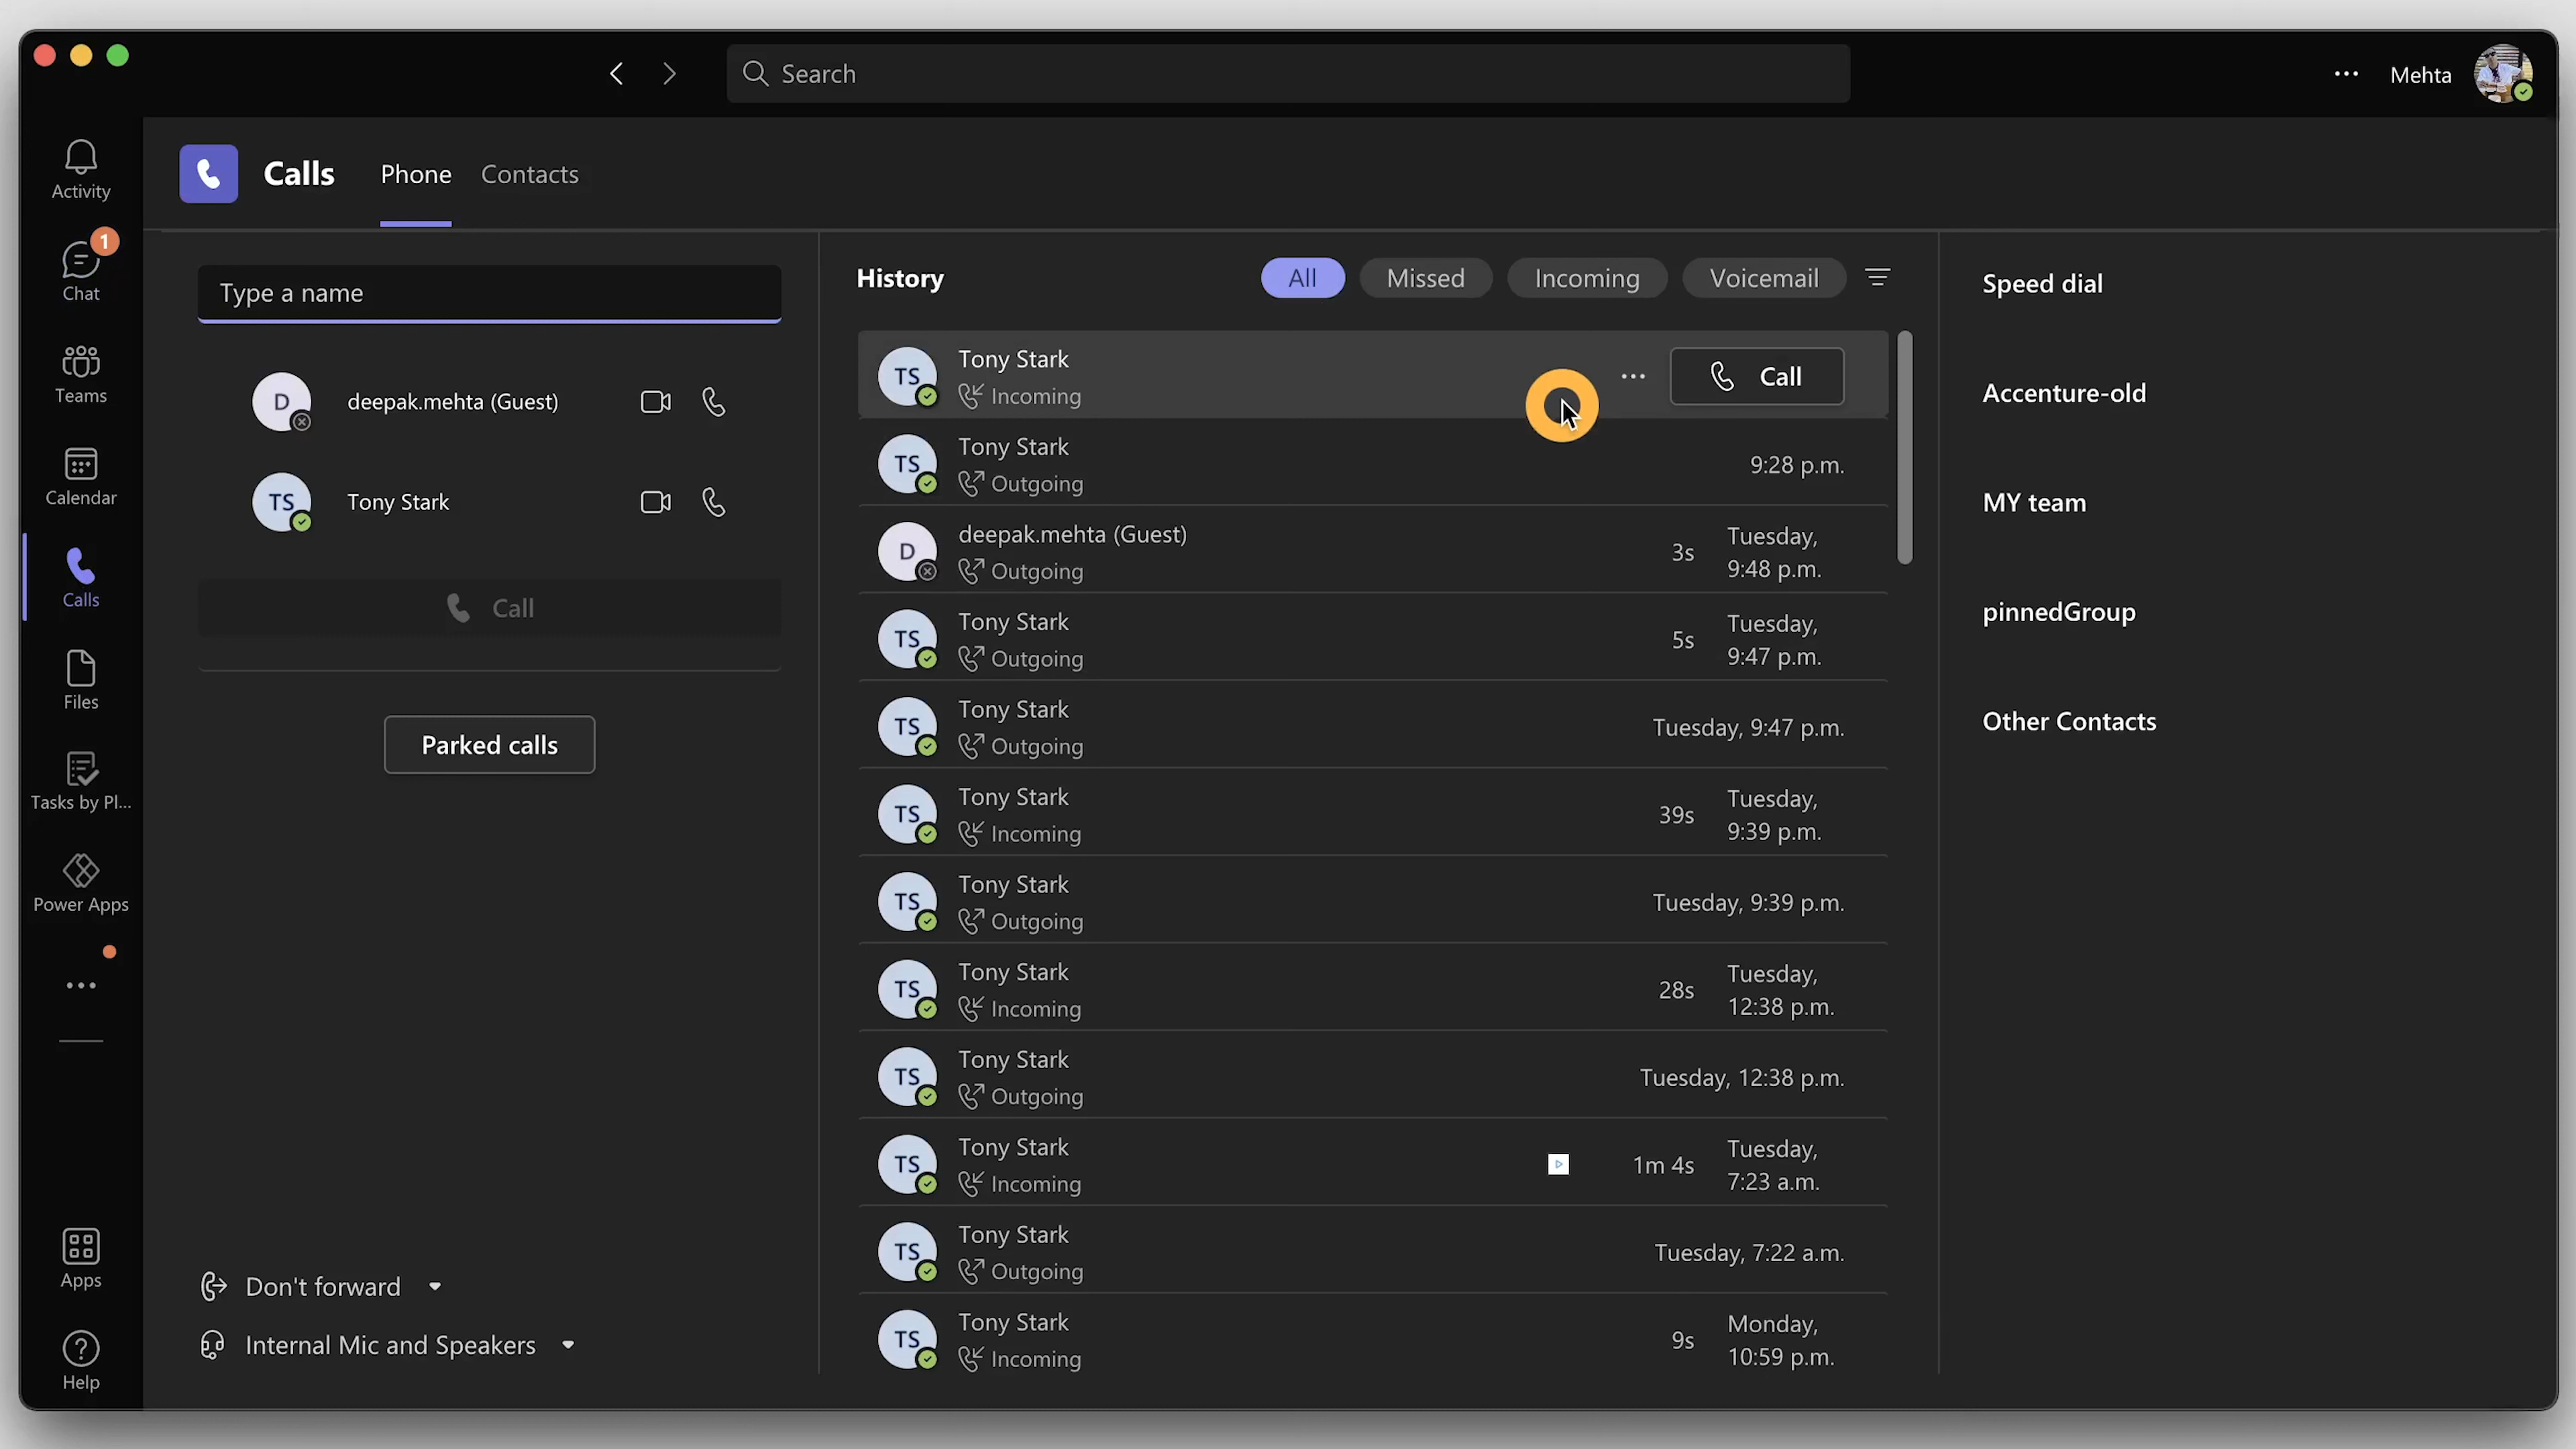 Search
Mehta
Activity
1
Chat
Teams
Calendar
Calls
Files
Tasks by Pl...
Power Apps
Apps
Help
Calls
Phone
Contacts
Type a name
D
deepak.mehta (Guest)
TS
Tony Stark
Call
Parked calls
Don't forward
Internal Mic and Speakers
History
All
Missed
Incoming
Voicemail
TS
Tony Stark
Incoming
Call
TS
Tony Stark
Outgoing
9:28 p.m.
D
deepak.mehta (Guest)
Outgoing
3s
Tuesday,
9:48 p.m.
TS
Tony Stark
Outgoing
5s
Tuesday,
9:47 p.m.
TS
Tony Stark
Outgoing
Tuesday, 9:47 p.m.
TS
Tony Stark
Incoming
39s
Tuesday,
9:39 p.m.
TS
Tony Stark
Outgoing
Tuesday, 9:39 p.m.
TS
Tony Stark
Incoming
28s
Tuesday,
12:38 p.m.
TS
Tony Stark
Outgoing
Tuesday, 12:38 p.m.
TS
Tony Stark
Incoming
1m 4s
Tuesday,
7:23 a.m.
TS
Tony Stark
Outgoing
Tuesday, 7:22 a.m.
TS
Tony Stark
Incoming
9s
Monday,
10:59 p.m.
Speed dial
Accenture-old
MY team
pinnedGroup
Other Contacts